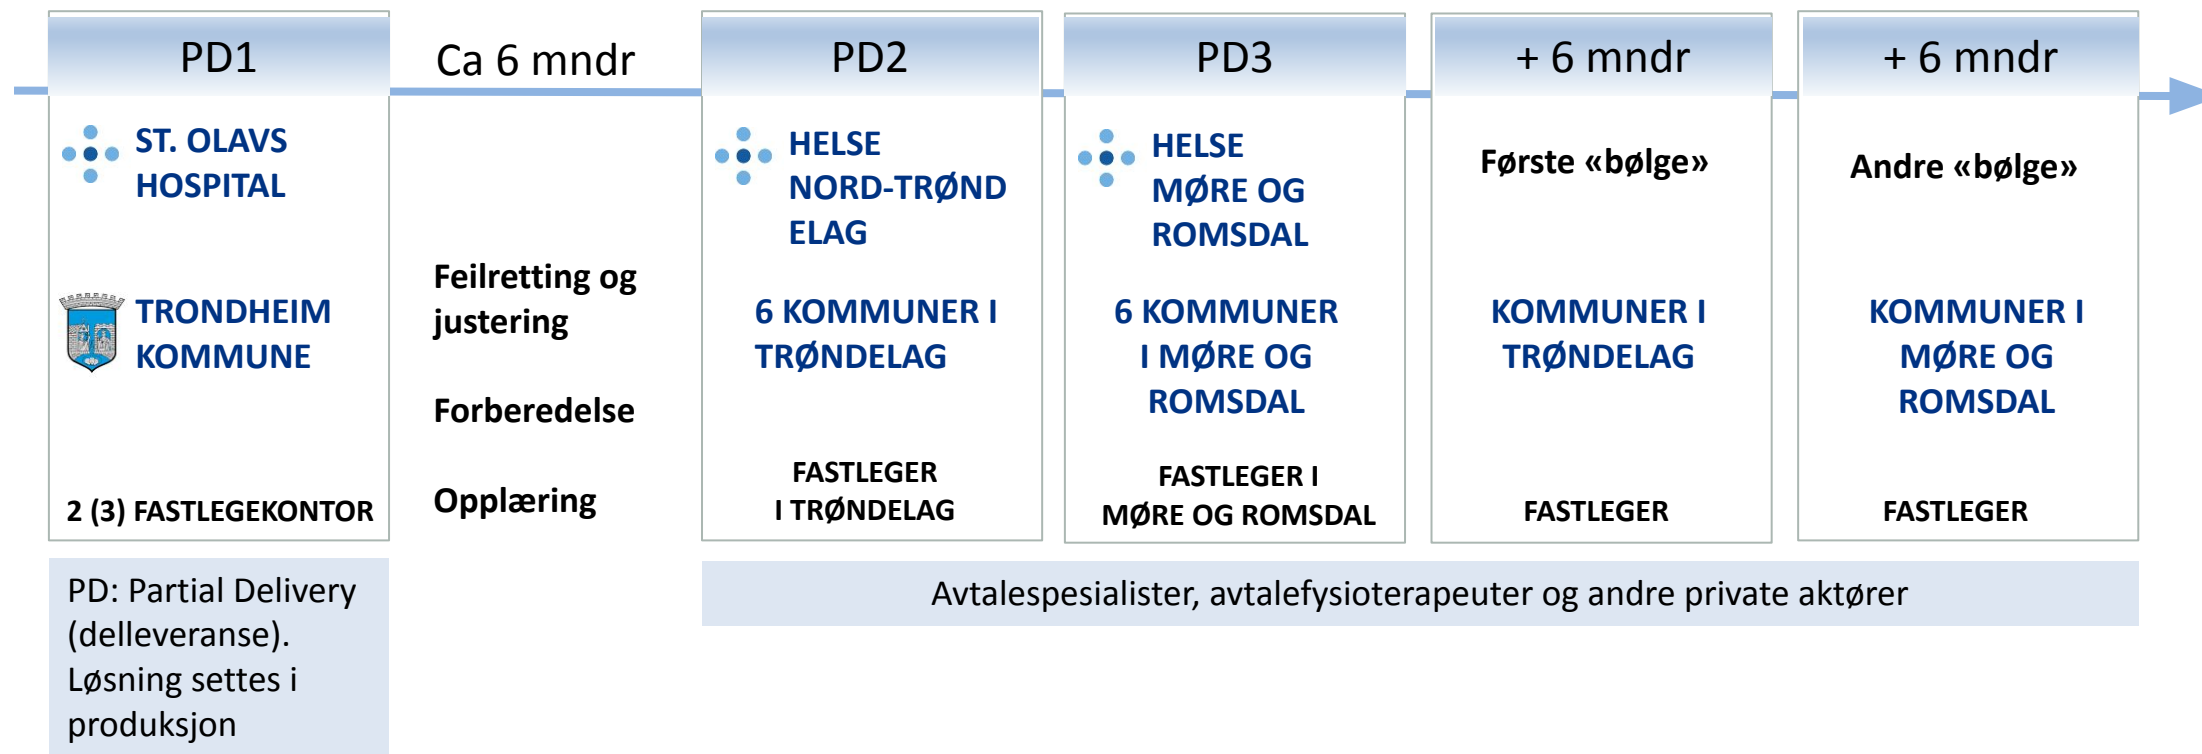 PD1
ST. OLAVS
HOSPITAL
TRONDHEIM
KOMMUNE
2 (3) FASTLEGEKONTOR
PD: Partial Delivery
(delleveranse).
Løsning settes i
produksjon
Ca 6 mndr
Feilretting og
justering
Forberedelse
Opplæring
PD2
HELSE
NORD-TRØND
ELAG
6 KOMMUNER I
TRØNDELAG
FASTLEGER
I TRØNDELAG
PD3
HELSE
MØRE OG
ROMSDAL
6 KOMMUNER
I MØRE OG
ROMSDAL
FASTLEGER I
MØRE OG ROMSDAL
+ 6 mndr
Første «bølge»
KOMMUNER I
TRØNDELAG
FASTLEGER
+ 6 mndr
Andre «bølge»
KOMMUNER I
MØRE OG
ROMSDAL
FASTLEGER
Avtalespesialister, avtalefysioterapeuter og andre private aktører